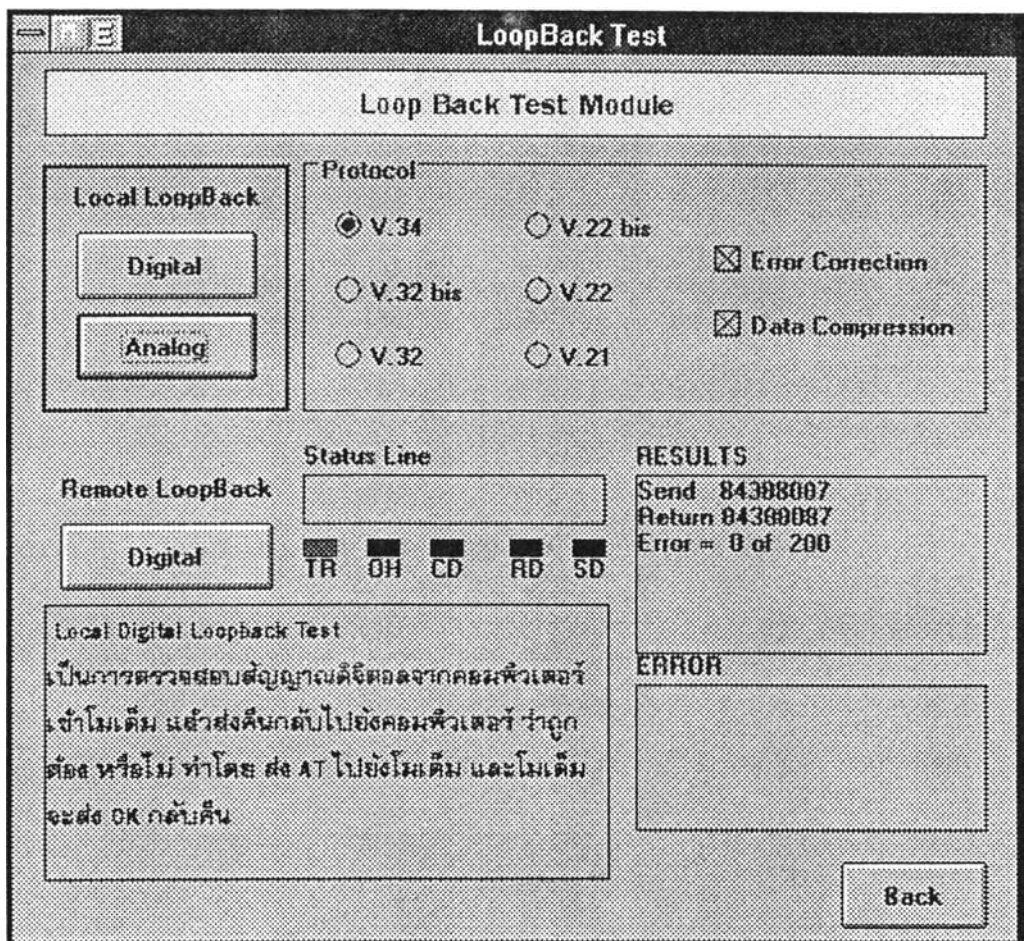 LoopBack Test
Loop Back Test Module
Local LoopBack
Digital
Analog
Protocol
V.34
V.32 bis
V.32
V.22 bis
V.22
V.21
Error Correction
Data Compression
Remote LoopBack
Digital
Status Line
TR OH CD RD SD
RESULTS
Send
Return
Error = 0 of 200
Local Digital Loopback Test
เป็นการตรวจสอบสัญญาณดิจิตอลจากคอมพิวเตอร์
เข้าโมเด็ม แล้วส่งคืนกลับไปยังคอมพิวเตอร์ ว่าถูก
ต้อง หรือไม่ ทำโดย ส่ง AT ไปยังโมเด็ม และโมเด็ม
จะส่ง OK กลับคืน
ERROR
Back